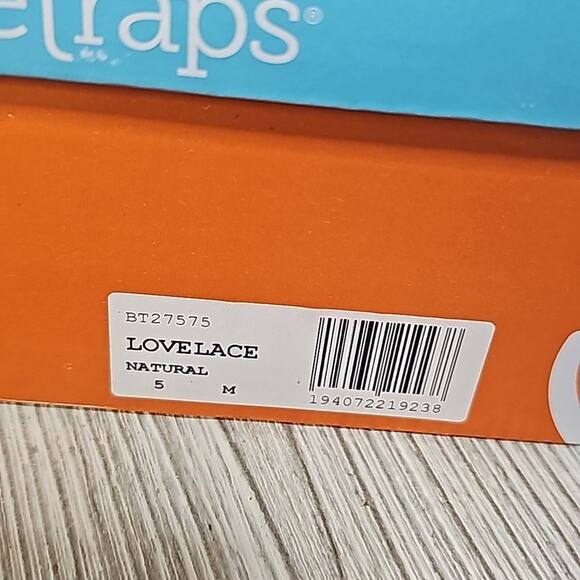 etraps®
BT27575
LOVELACE
NATURAL
5 M
194072219238